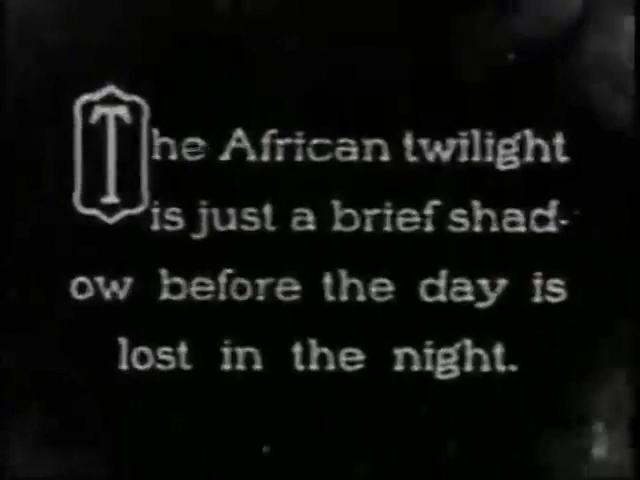 The African twilight
is just a brief shad-
ow before the day is
lost in the night.